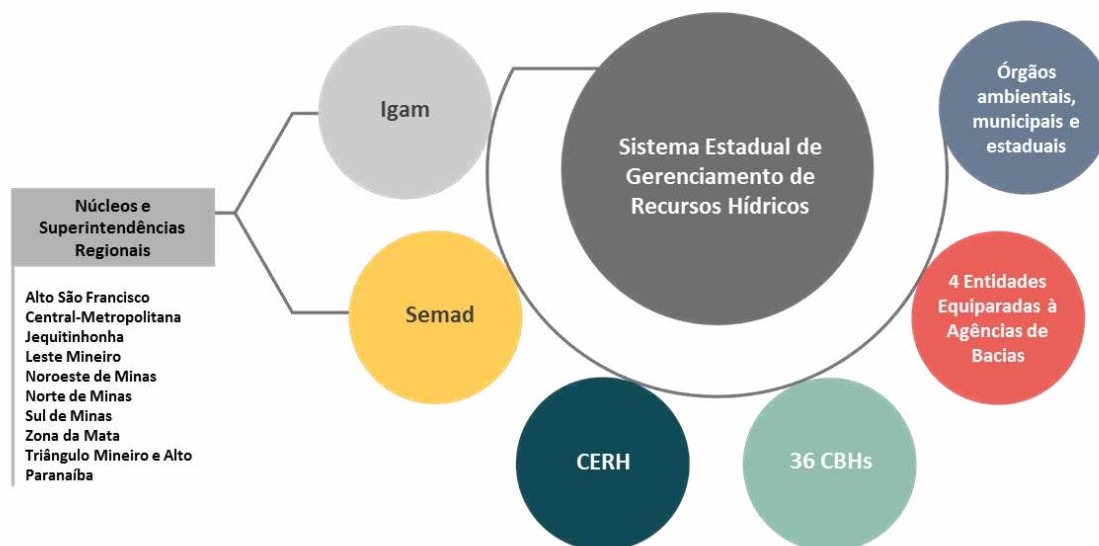 Igam
Sistema Estadual de
Gerenciamento de
Recursos Hídricos
Órgãos
ambientais,
municipais e
estaduais
Núcleos e
Superintendências
Regionais
Alto São Francisco
Central-Metropolitana
Jequitinhonha
Leste Mineiro
Noroeste de Minas
Norte de Minas
Sul de Minas
Zona da Mata
Triângulo Mineiro e Alto
Paranaíba
Semad
4 Entidades
Equiparadas à
Agências de
Bacias
CERH
36 CBHs